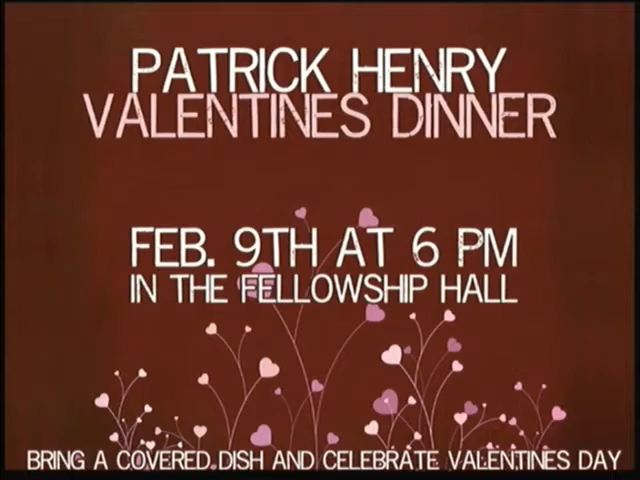 PATRICK HENRY
VALENTINES DINNER
FEB. 9TH AT 6 PM
IN THE FELLOWSHIP HALL
BRING A COVERED DISH AND CELEBRATE VALENTINES DAY